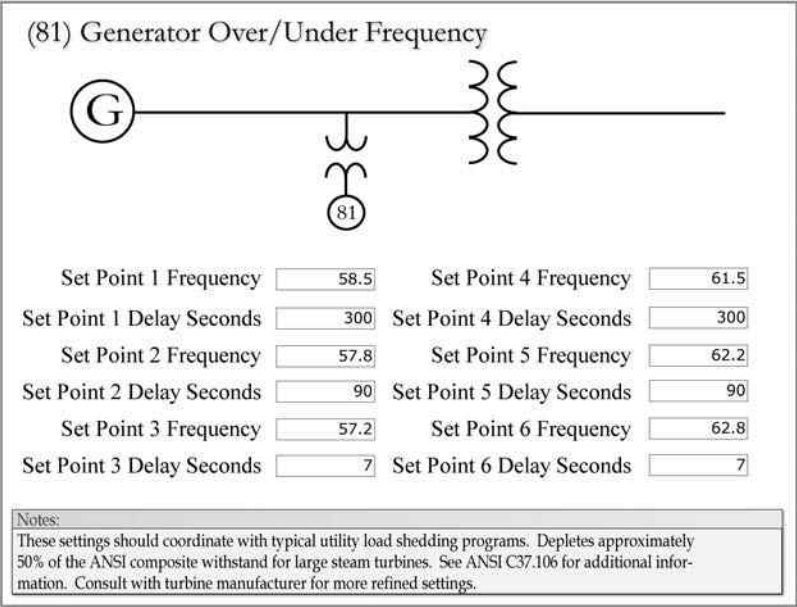 (81) Generator Over/Under Frequency
G
81
Set Point 1 Frequency 58.5 Set Point 4 Frequency 61.5
Set Point 1 Delay Seconds 300 Set Point 4 Delay Seconds 300
Set Point 2 Frequency 57.8 Set Point 5 Frequency 62.2
Set Point 2 Delay Seconds 90 Set Point 5 Delay Seconds 90
Set Point 3 Frequency 57.2 Set Point 6 Frequency 62.8
Set Point 3 Delay Seconds 7 Set Point 6 Delay Seconds 7
Notes:
These settings should coordinate with typical utility load shedding programs. Depletes approximately
50% of the ANSI composite withstand for large steam turbines. See ANSI C37.106 for additional infor-
mation. Consult with turbine manufacturer for more refined settings.